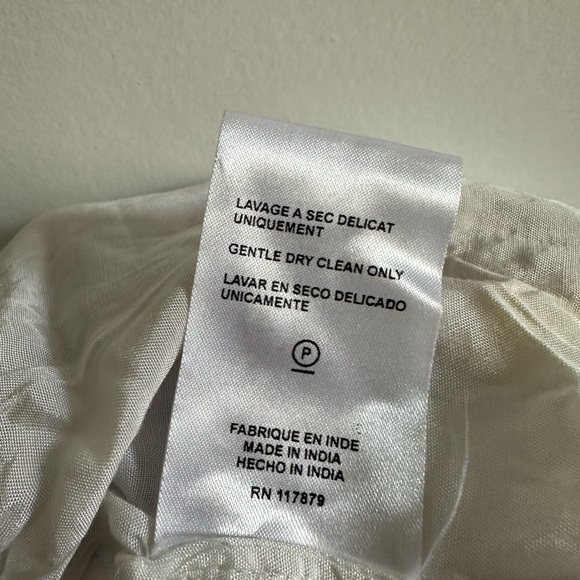 LAVAGE A SEC DELICAT
UNIQUEMENT
GENTLE DRY CLEAN ONLY
LAVAR EN SECO DELICADO
UNICAMENTE
P
FABRIQUE EN INDE
MADE IN INDIA
HECHO IN INDIA
RN 117879